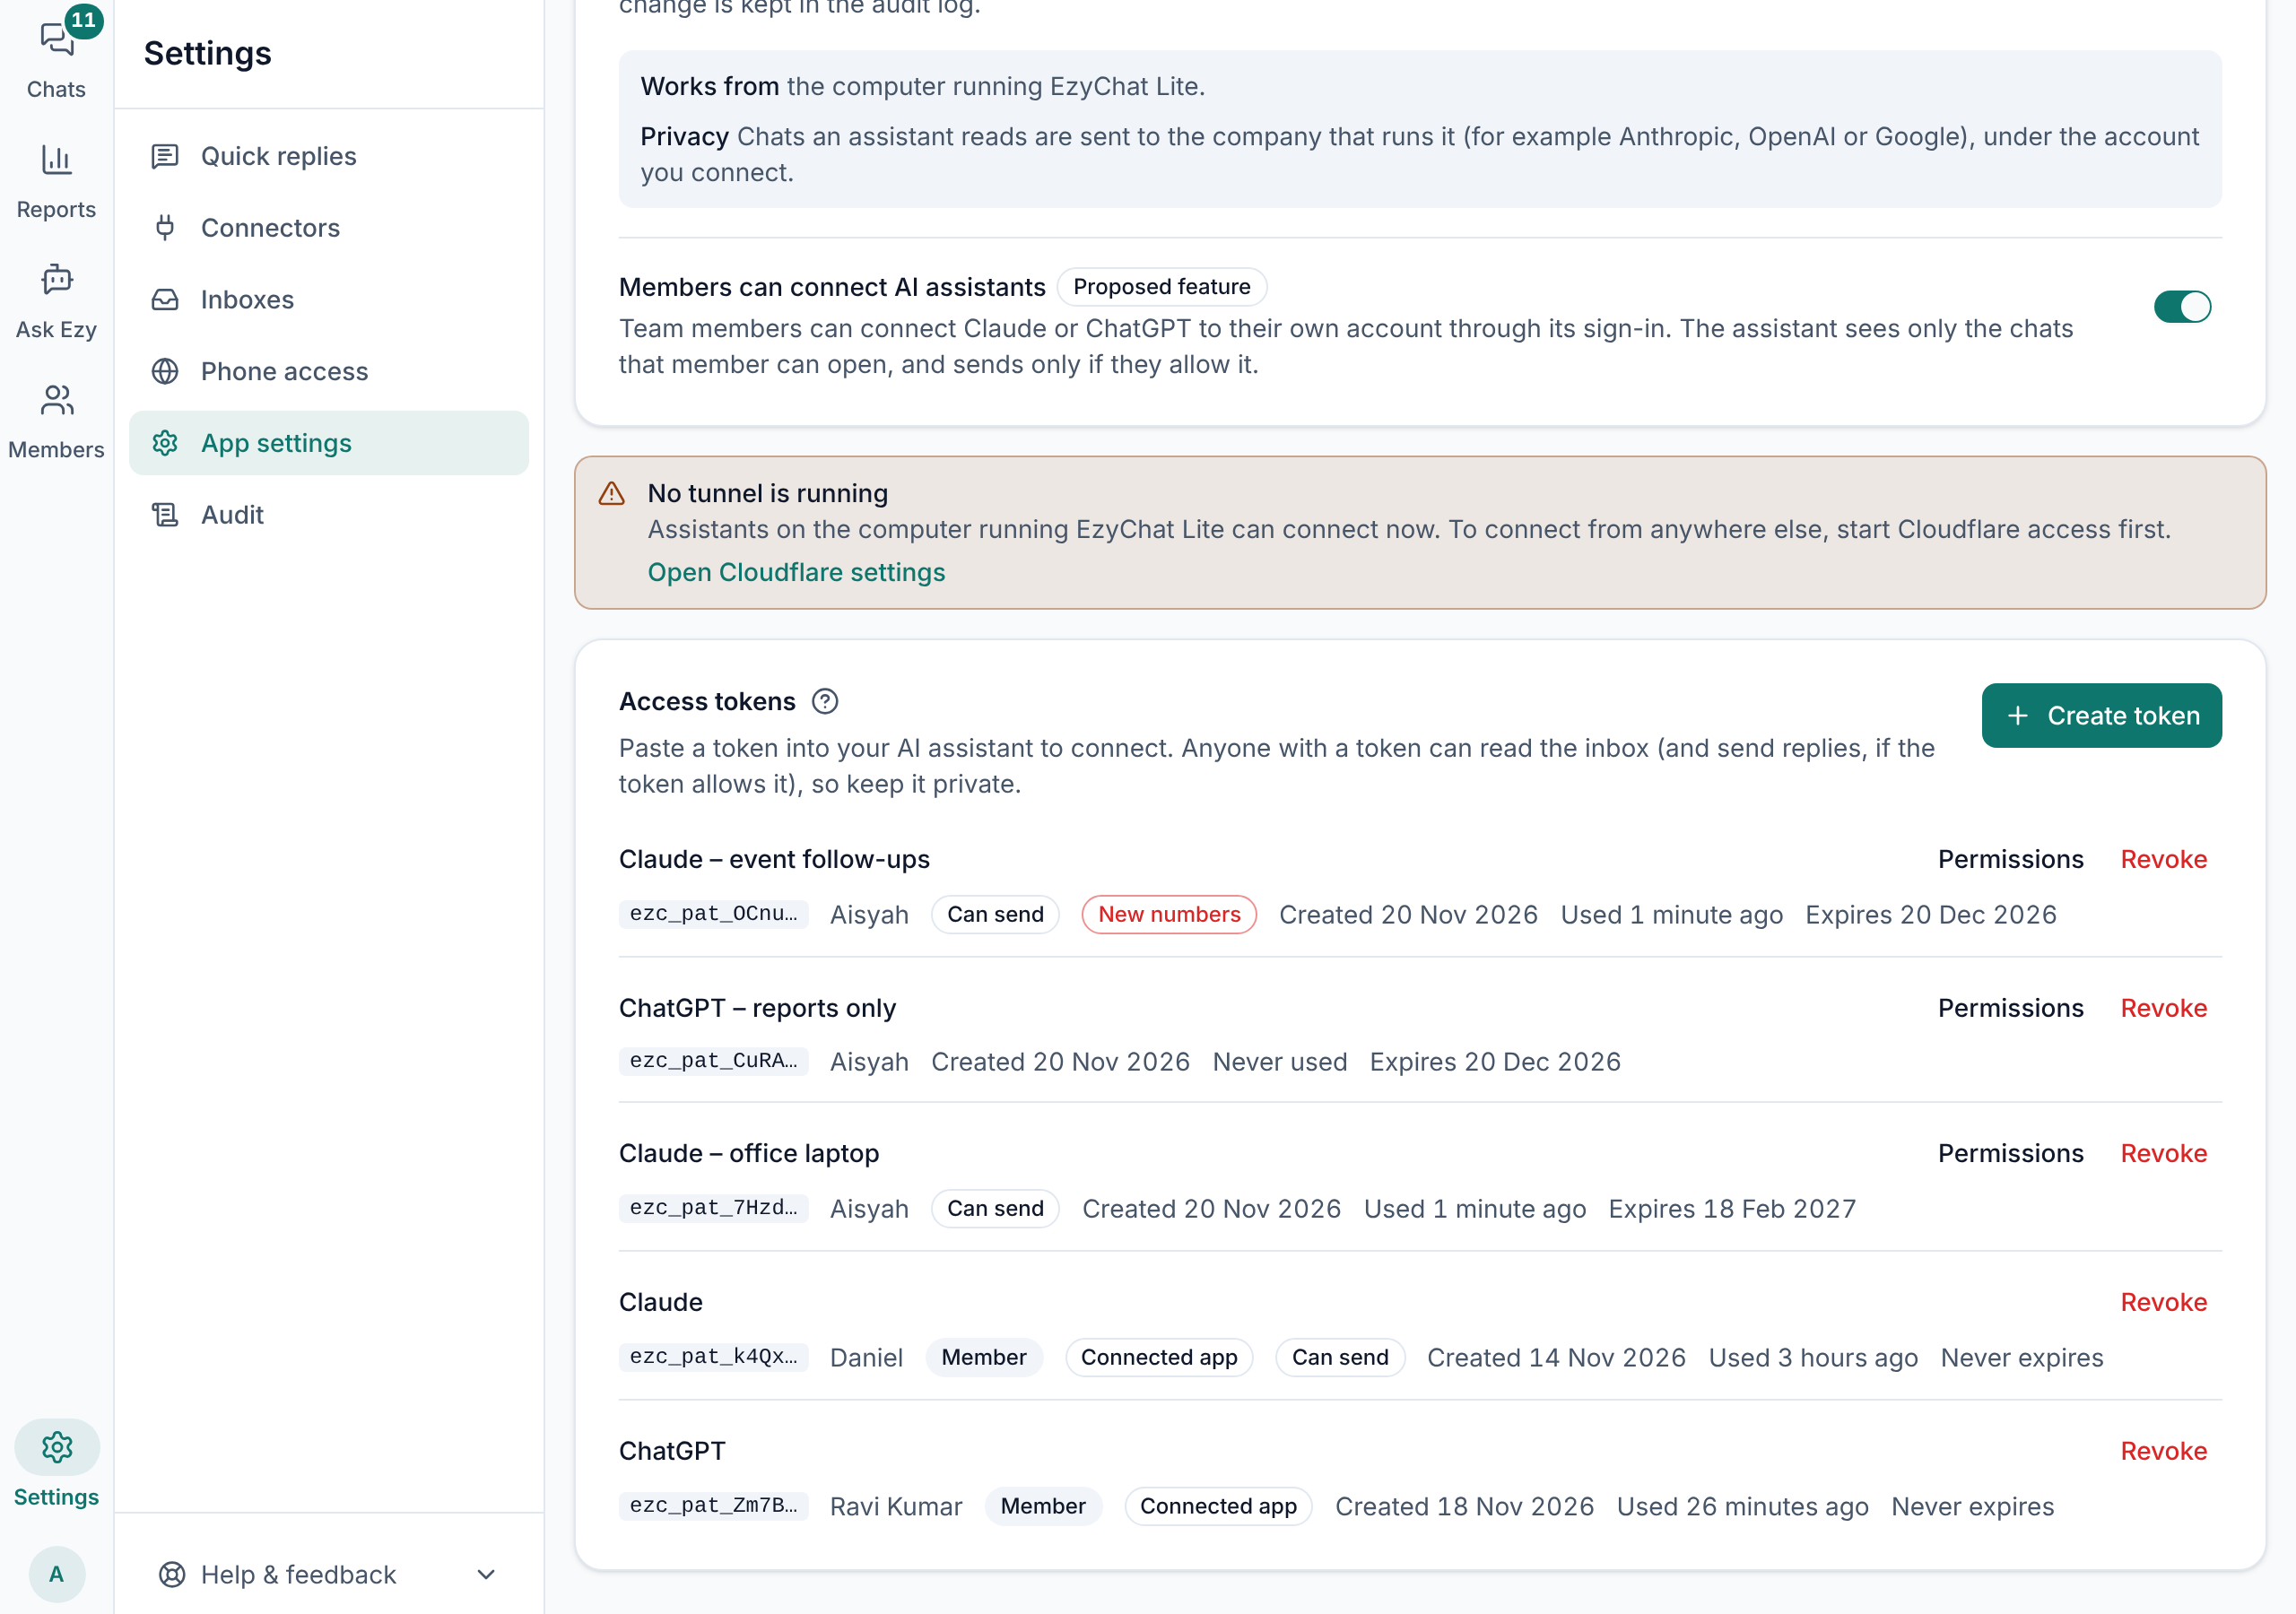 11
Chats
Reports
Ask Ezy
Members
Settings
A
Settings
Quick replies
Connectors
Inboxes
Phone access
App settings
Audit
Help & feedback
change is kept in the audit log.
Works from the computer running EzyChat Lite.
Privacy Chats an assistant reads are sent to the company that runs it (for example Anthropic, OpenAI or Google), under the account
you connect.
Members can connect AI assistants Proposed feature
Team members can connect Claude or ChatGPT to their own account through its sign-in. The assistant sees only the chats
that member can open, and sends only if they allow it.
No tunnel is running
Assistants on the computer running EzyChat Lite can connect now. To connect from anywhere else, start Cloudflare access first.
Open Cloudflare settings
Access tokens
+ Create token
Paste a token into your AI assistant to connect. Anyone with a token can read the inbox (and send replies, if the
token allows it), so keep it private.
Claude – event follow-ups Permissions Revoke
ezc_pat_OCnu… Aisyah Can send New numbers Created 20 Nov 2026 Used 1 minute ago Expires 20 Dec 2026
ChatGPT – reports only Permissions Revoke
ezc_pat_CuRA… Aisyah Created 20 Nov 2026 Never used Expires 20 Dec 2026
Claude – office laptop Permissions Revoke
ezc_pat_7Hzd… Aisyah Can send Created 20 Nov 2026 Used 1 minute ago Expires 18 Feb 2027
Claude Revoke
ezc_pat_k4Qx… Daniel Member Connected app Can send Created 14 Nov 2026 Used 3 hours ago Never expires
ChatGPT Revoke
ezc_pat_Zm7B… Ravi Kumar Member Connected app Created 18 Nov 2026 Used 26 minutes ago Never expires